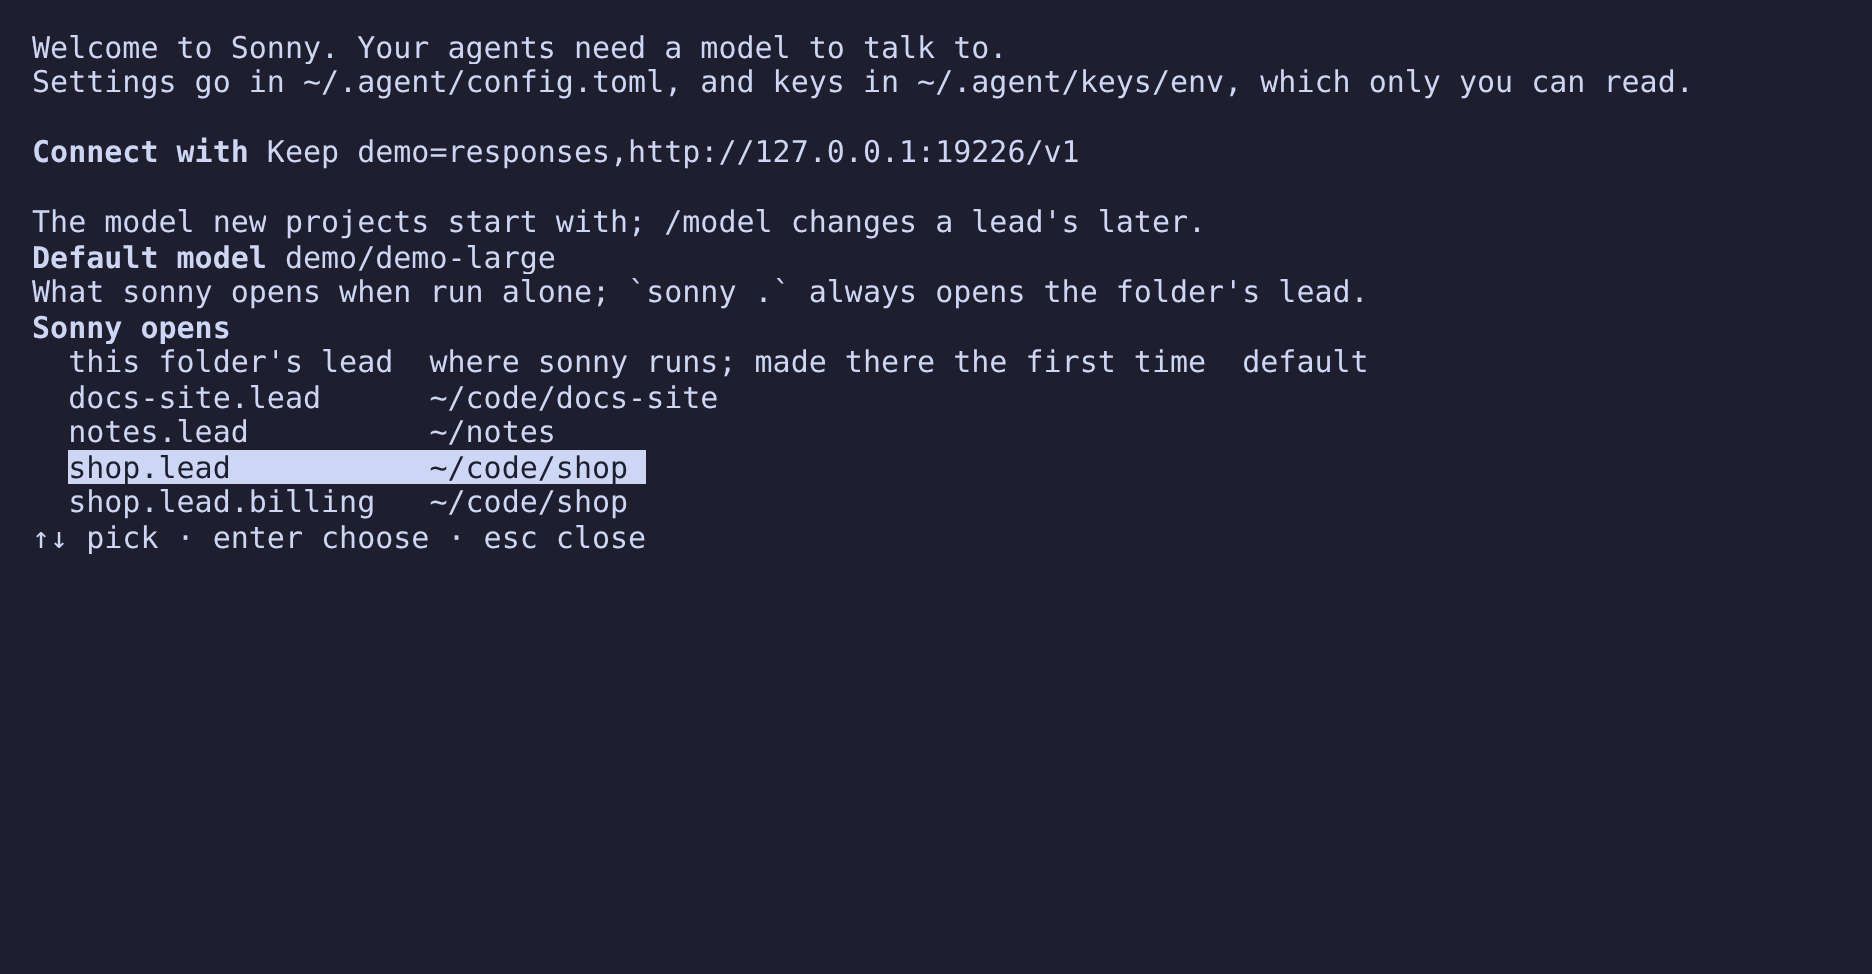 Welcome to Sonny. Your agents need a model to talk to.
Settings go in ~/.agent/config.toml, and keys in ~/.agent/keys/env, which only you can read.
Connect with Keep demo=responses,http://127.0.0.1:19226/v1
The model new projects start with; /model changes a lead's later.
Default model demo/demo-large
What sonny opens when run alone; `sonny .` always opens the folder's lead.
Sonny opens
this folder's lead  where sonny runs; made there the first time  default
docs-site.lead      ~/code/docs-site
notes.lead          ~/notes
shop.lead           ~/code/shop
shop.lead.billing   ~/code/shop
↑↓ pick · enter choose · esc close